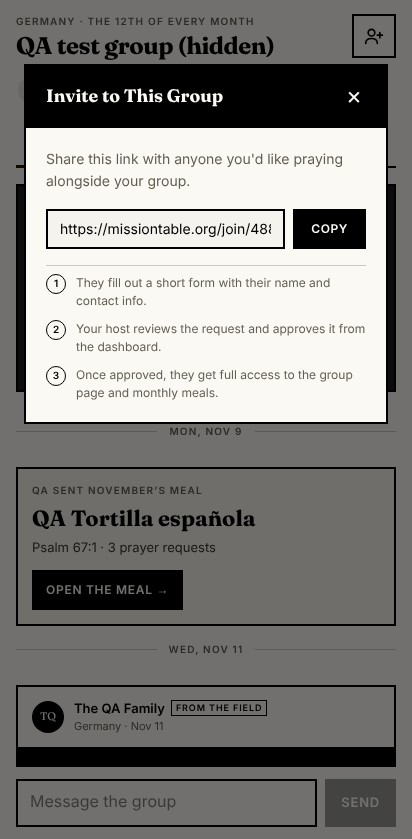 GERMANY · THE 12TH OF EVERY MONTH
QA test group (hidden)
Invite to This Group
Share this link with anyone you'd like praying
alongside your group.
https://missiontable.org/join/488
COPY
1 They fill out a short form with their name and
contact info.
2 Your host reviews the request and approves it from
the dashboard.
3 Once approved, they get full access to the group
page and monthly meals.
MON, NOV 9
QA SENT NOVEMBER'S MEAL
QA Tortilla española
Psalm 67:1 · 3 prayer requests
OPEN THE MEAL →
WED, NOV 11
TQ
The QA Family FROM THE FIELD
Germany · Nov 11
Message the group
SEND